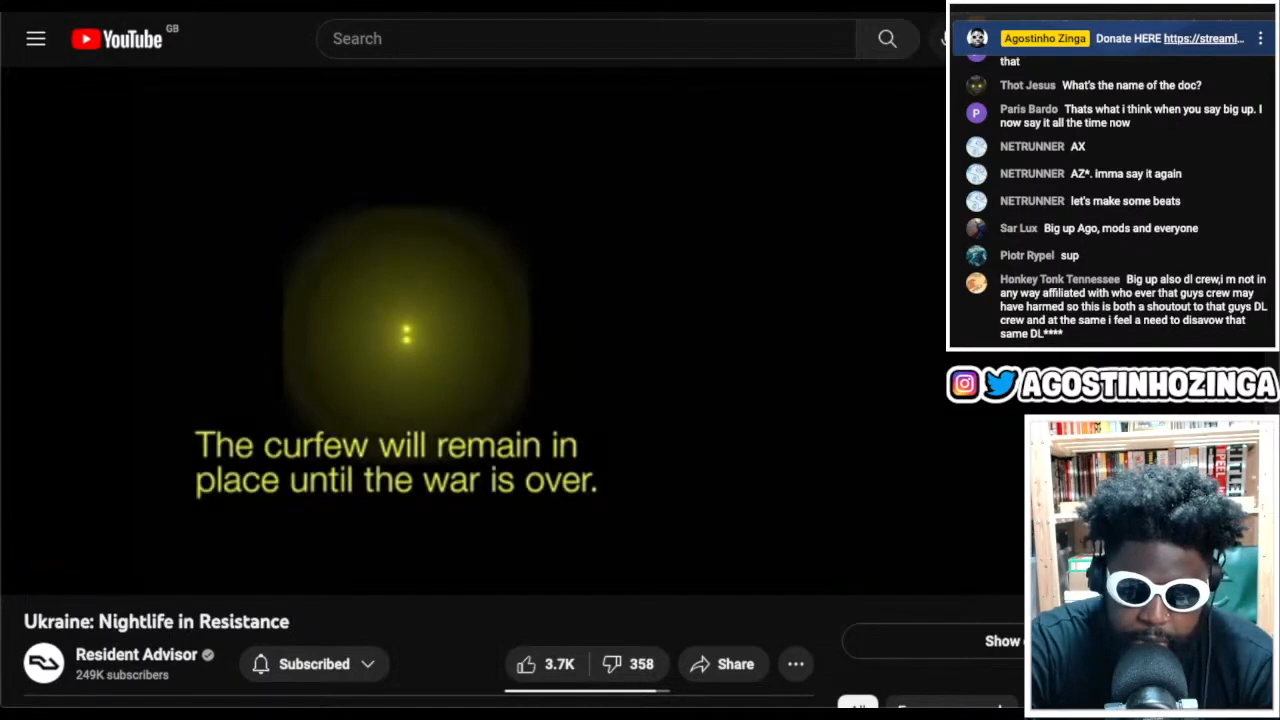 YouTube GB
Search
The curfew will remain in
place until the war is over.
Ukraine: Nightlife in Resistance
Resident Advisor
249K subscribers
Subscribed
3.7K
358
Share
Show
Agostinho Zinga Donate HERE https://streaml...
that
Thot Jesus What's the name of the doc?
P Paris Bardo Thats what i think when you say big up. I
now say it all the time now
NETRUNNER AX
NETRUNNER AZ*. imma say it again
NETRUNNER let's make some beats
Sar Lux Big up Ago, mods and everyone
Piotr Rypel sup
Honkey Tonk Tennessee Big up also dl crew,i m not in
any way affiliated with who ever that guys crew may
have harmed so this is both a shoutout to that guys DL
crew and at the same i feel a need to disavow that
same DL****
AGOSTINHOZINGA
PEEL